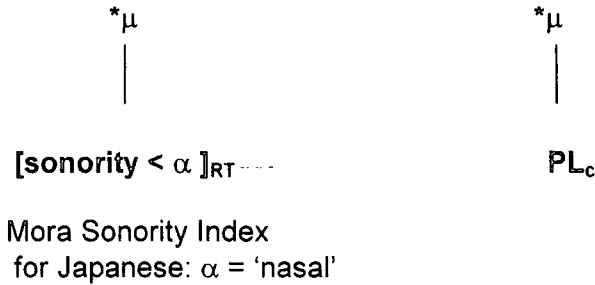 *μ *μ
[sonority < α ]RT PLc
Mora Sonority Index
for Japanese: α = ‘nasal’